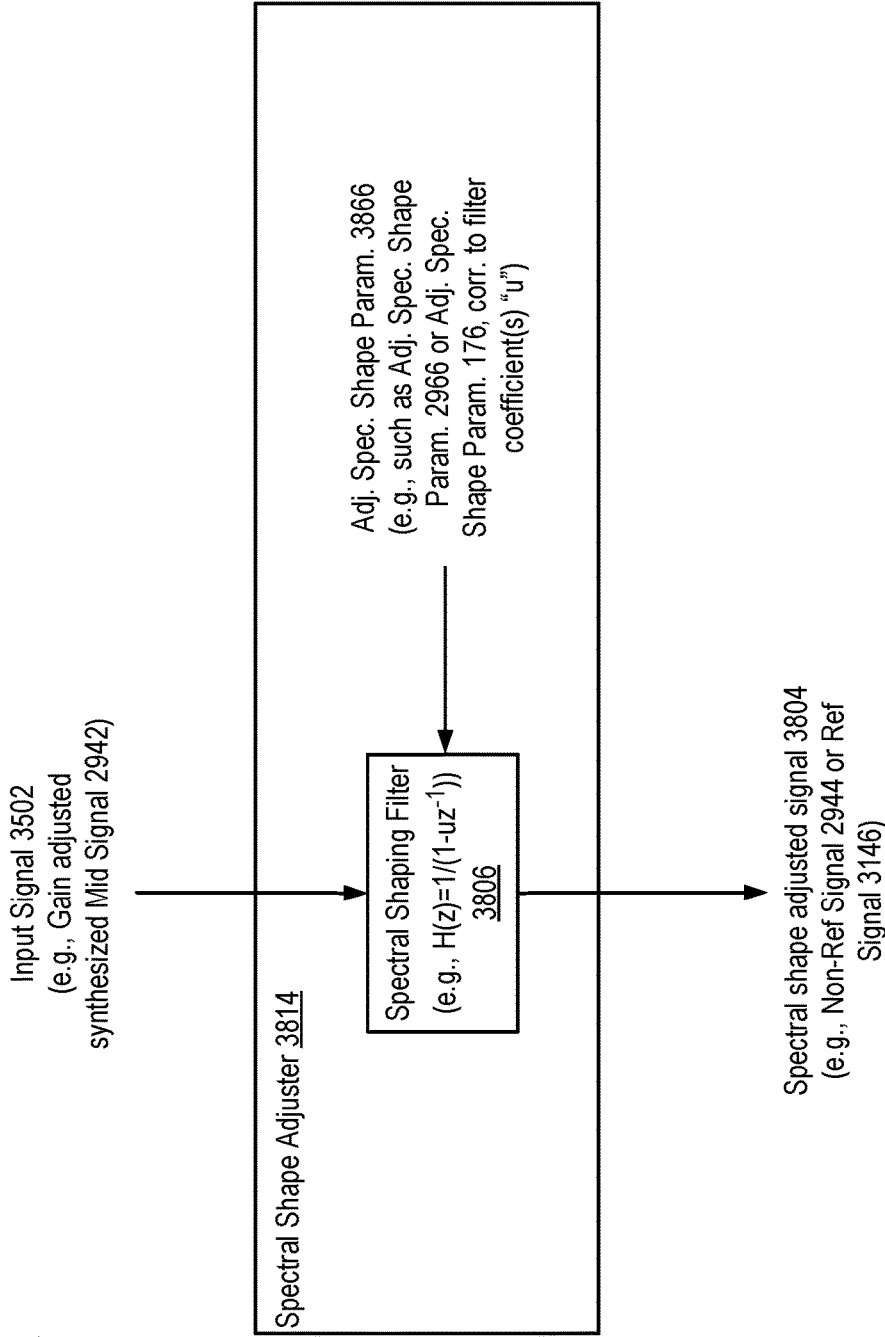 Input Signal 3502
(e.g., Gain adjusted
synthesized Mid Signal 2942)
Spectral Shape Adjuster 3814
Spectral Shaping Filter
(e.g., H(z)=1/(1-uz⁻¹))
3806
Adj. Spec. Shape Param. 3866
(e.g., such as Adj. Spec. Shape
Param. 2966 or Adj. Spec.
Shape Param. 176, corr. to filter
coefficient(s) “u”)
Spectral shape adjusted signal 3804
(e.g., Non-Ref Signal 2944 or Ref
Signal 3146)